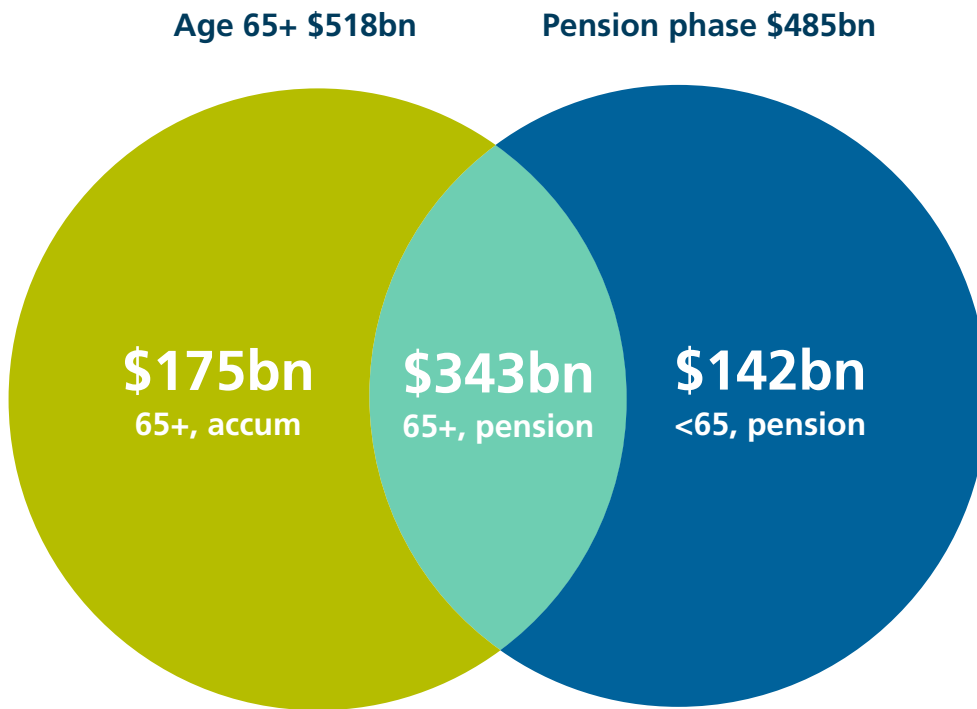 Age 65+ $518bn
Pension phase $485bn
$175bn
65+, accum
$343bn
65+, pension
$142bn
<65, pension